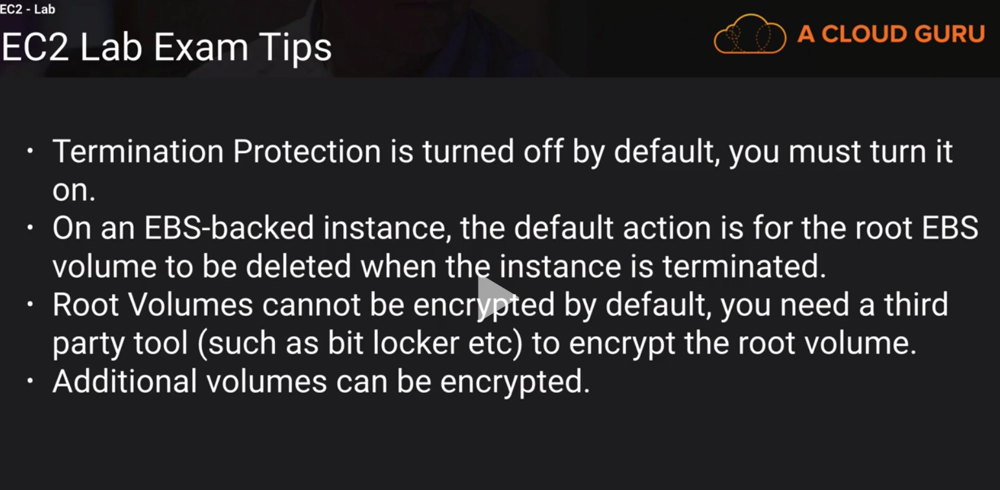 EC2 - Lab
EC2 Lab Exam Tips
A CLOUD GURU
· Termination Protection is turned off by default, you must turn it
on.
· On an EBS-backed instance, the default action is for the root EBS
volume to be deleted when the instance is terminated.
· Root Volumes cannot be encrypted by default, you need a third
party tool (such as bit locker etc) to encrypt the root volume.
· Additional volumes can be encrypted.